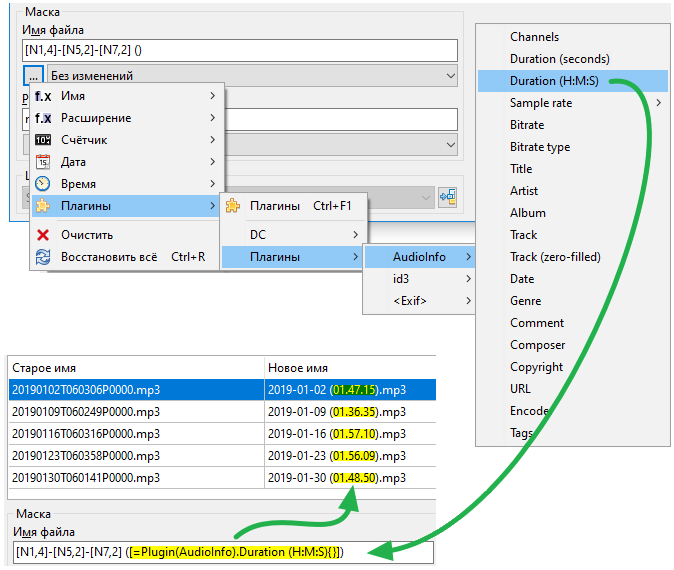 Маска
Имя файла
[N1,4]-[N5,2]-[N7,2] ()
... Без изменений
Имя
Расширение
Счётчик
Дата
Время
Плагины
Очистить
Восстановить всё Ctrl+R
Плагины Ctrl+F1
DC
Плагины
AudioInfo
id3
<Exif>
Channels
Duration (seconds)
Duration (H:M:S)
Sample rate
Bitrate
Bitrate type
Title
Artist
Album
Track
Track (zero-filled)
Date
Genre
Comment
Composer
Copyright
URL
Encode
Tags
Старое имя Новое имя
20190102T060306P0000.mp3 2019-01-02 (01.47.15).mp3
20190109T060249P0000.mp3 2019-01-09 (01.36.35).mp3
20190116T060316P0000.mp3 2019-01-16 (01.57.10).mp3
20190123T060358P0000.mp3 2019-01-23 (01.56.09).mp3
20190130T060141P0000.mp3 2019-01-30 (01.48.50).mp3
Маска
Имя файла
[N1,4]-[N5,2]-[N7,2] ([=Plugin(AudioInfo).Duration (H:M:S){}])